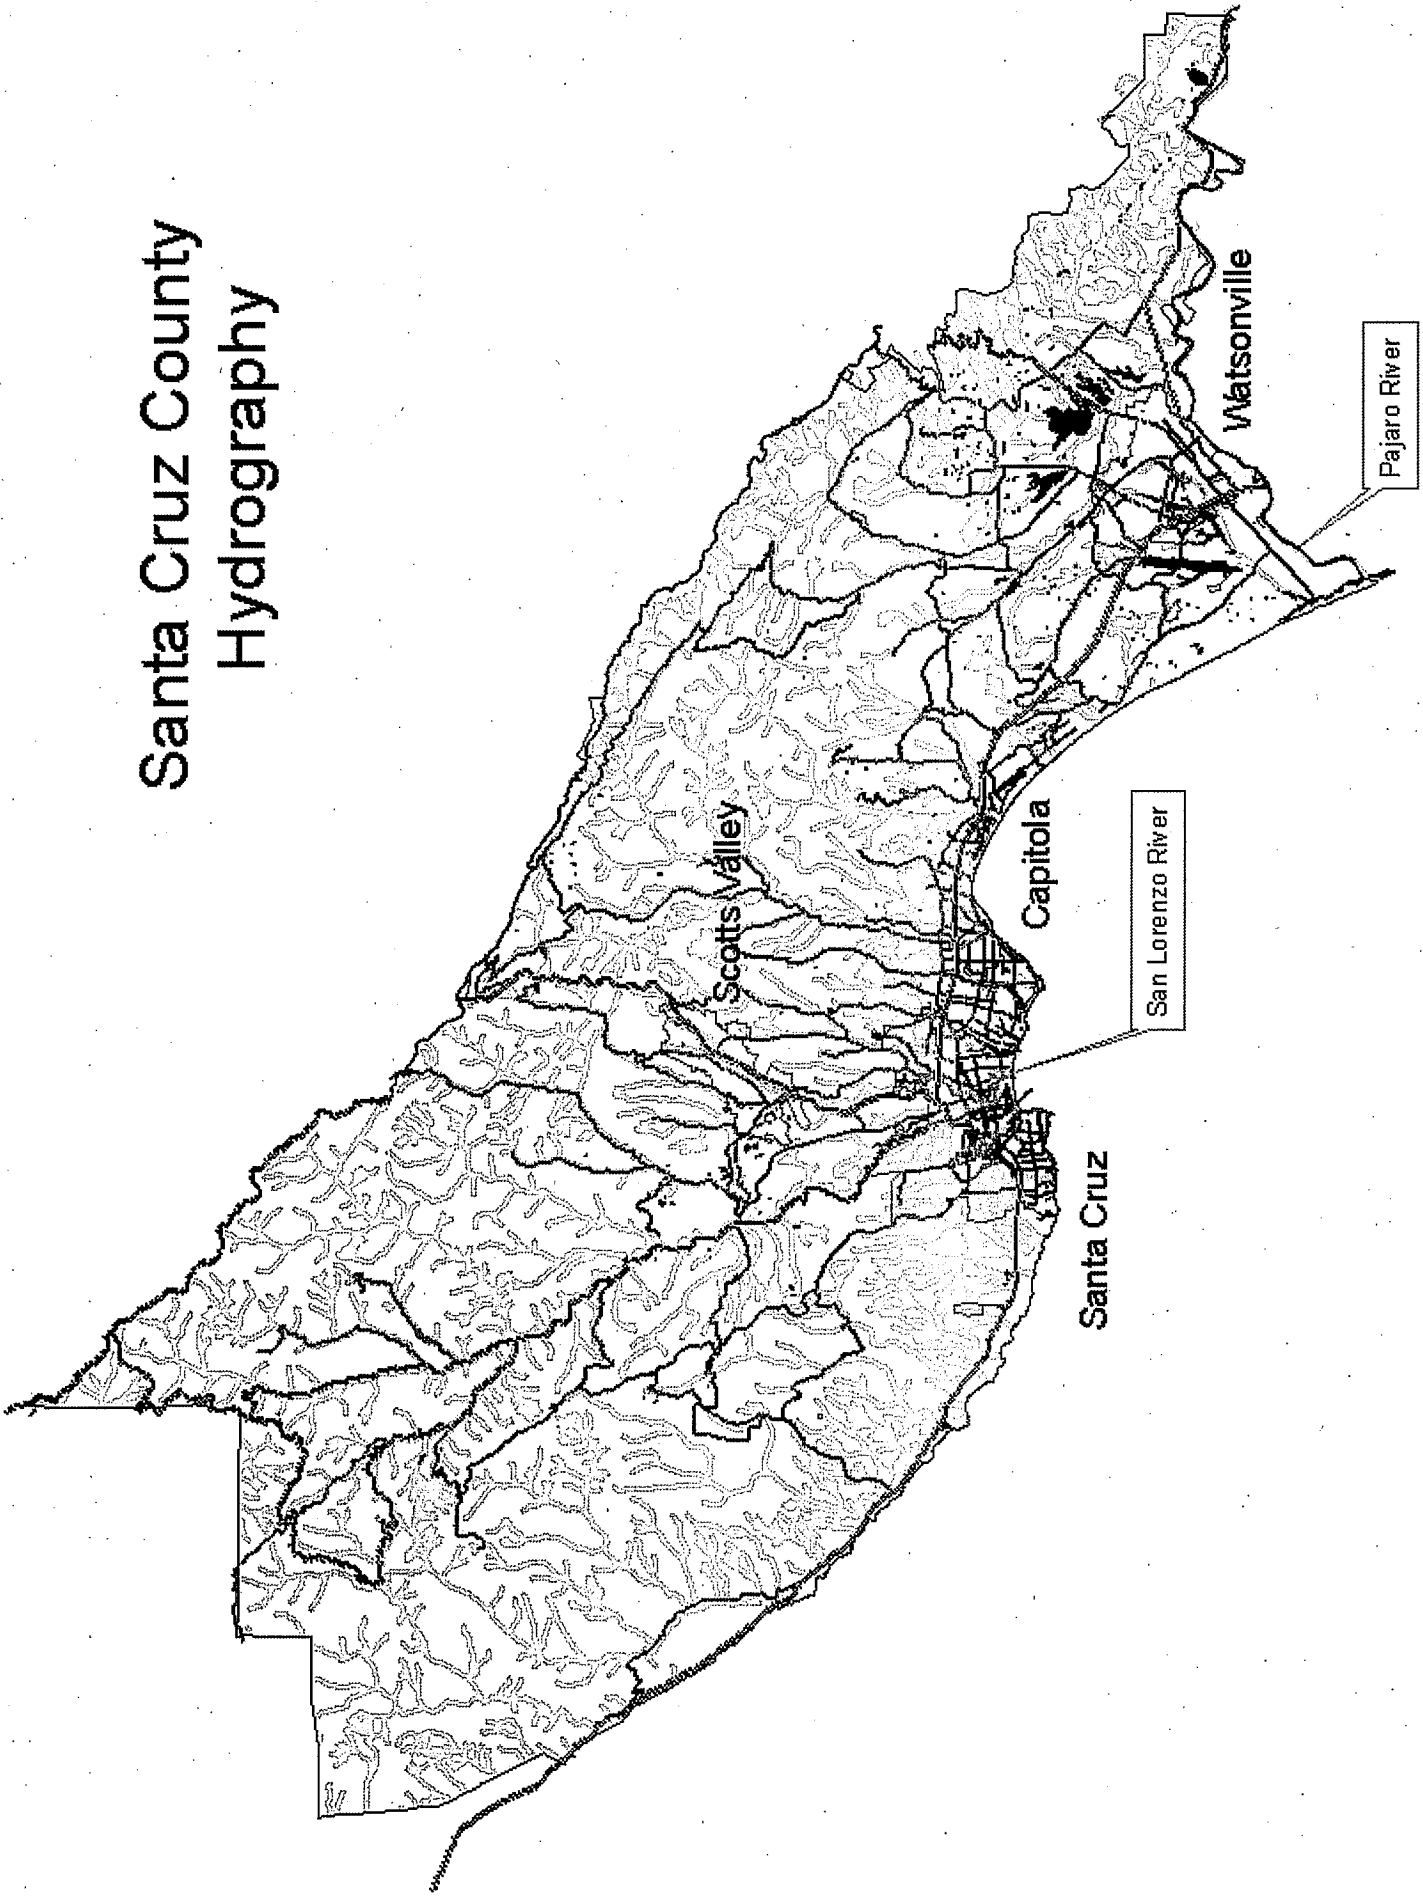 Santa Cruz County
Hydrography
Scotts Valley
Watsonville
Capitola
Santa Cruz
Pajaro River
San Lorenzo River